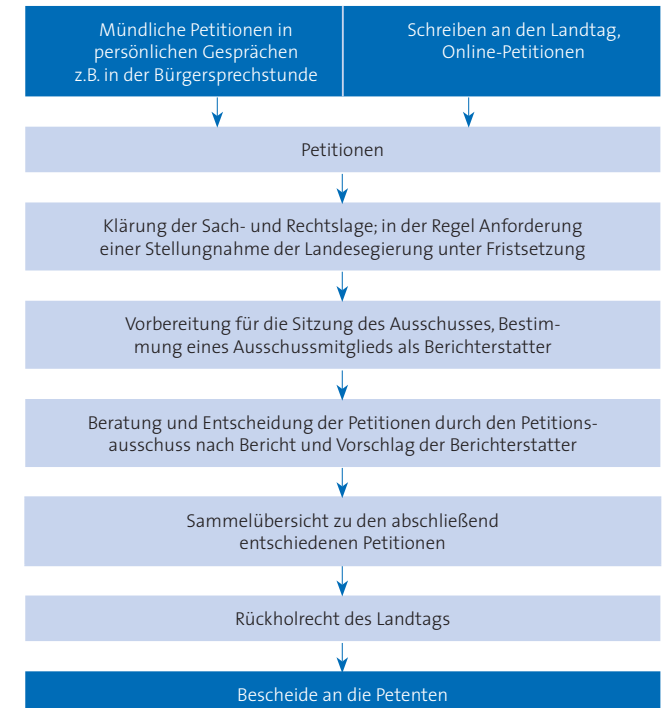 Mündliche Petitionen in
persönlichen Gesprächen
z.B. in der Bürgersprechstunde
Schreiben an den Landtag,
Online-Petitionen
Petitionen
Klärung der Sach- und Rechtslage; in der Regel Anforderung
einer Stellungnahme der Landesegierung unter Fristsetzung
Vorbereitung für die Sitzung des Ausschusses, Bestim-
mung eines Ausschussmitglieds als Berichterstatter
Beratung und Entscheidung der Petitionen durch den Petitions-
ausschuss nach Bericht und Vorschlag der Berichterstatter
Sammelübersicht zu den abschließend
entschiedenen Petitionen
Rückholrecht des Landtags
Bescheide an die Petenten